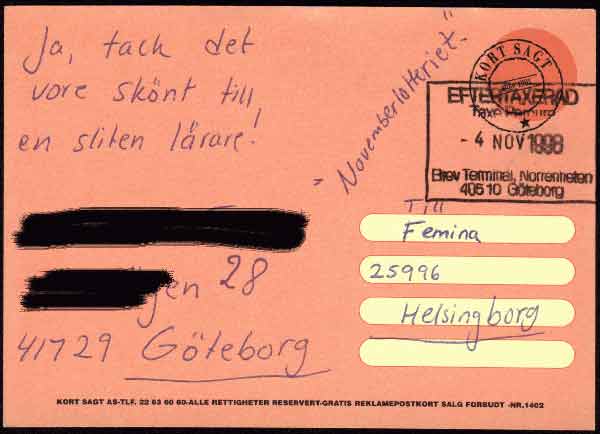 Ja, tack det
vore skönt till
en sliten lärare!
"Novemberlotteriet"
KORT SAGT
EFTERTAXERAD
Taxe Perçue
- 4 NOV 1998
Brev Terminal, Norrenheten
405 10 Göteborg
Till
Femina
25996
Helsingborg
gen 28
41729 Göteborg
KORT SAGT AS-TLF. 22 63 60 60-ALLE RETTIGHETER RESERVERT-GRATIS REKLAMEPOSTKORT SALG FORBUDT -NR.1402